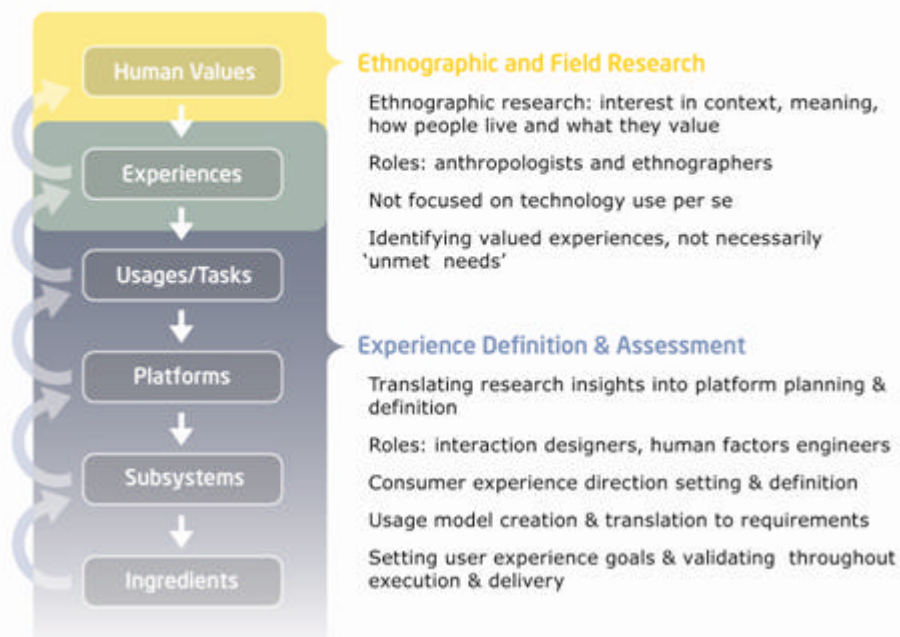 Human Values
Experiences
Usages/Tasks
Platforms
Subsystems
Ingredients
Ethnographic and Field Research
Ethnographic research: interest in context, meaning,
how people live and what they value
Roles: anthropologists and ethnographers
Not focused on technology use per se
Identifying valued experiences, not necessarily
‘unmet needs’
Experience Definition & Assessment
Translating research insights into platform planning &
definition
Roles: interaction designers, human factors engineers
Consumer experience direction setting & definition
Usage model creation & translation to requirements
Setting user experience goals & validating throughout
execution & delivery